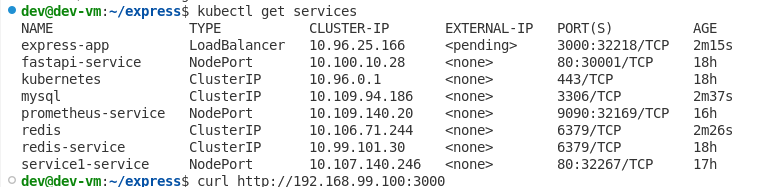 dev@dev-vm:~/express$ kubectl get services
NAME                 TYPE           CLUSTER-IP       EXTERNAL-IP   PORT(S)          AGE
express-app          LoadBalancer   10.96.25.166     <pending>     3000:32218/TCP   2m15s
fastapi-service      NodePort       10.100.10.28     <none>        80:30001/TCP     18h
kubernetes           ClusterIP      10.96.0.1        <none>        443/TCP          18h
mysql                ClusterIP      10.109.94.186    <none>        3306/TCP         2m37s
prometheus-service   NodePort       10.109.140.20    <none>        9090:32169/TCP   16h
redis                ClusterIP      10.106.71.244    <none>        6379/TCP         2m26s
redis-service        ClusterIP      10.99.101.30     <none>        6379/TCP         18h
service1-service     NodePort       10.107.140.246   <none>        80:32267/TCP     17h
dev@dev-vm:~/express$ curl http://192.168.99.100:3000